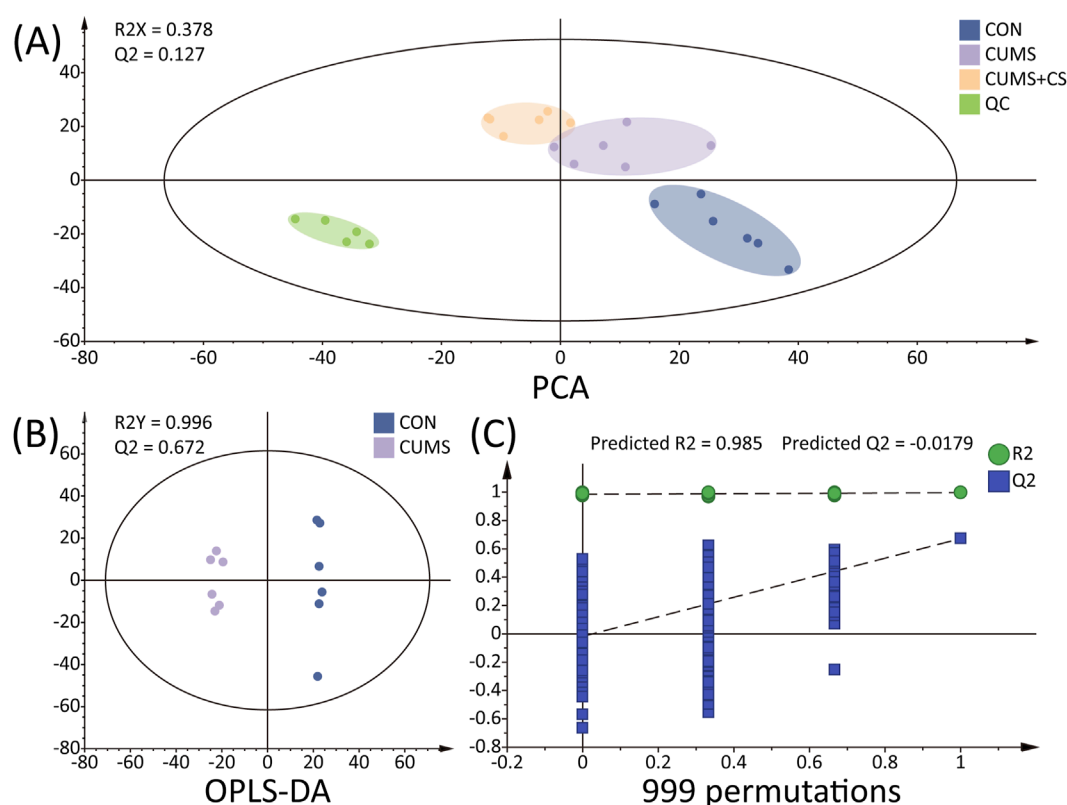 (A)
R2X = 0.378
Q2 = 0.127
CON
CUMS
CUMS+CS
QC
40
20
0
-20
-40
-60
-80 -60 -40 -20 0 20 40 60
PCA
(B)
R2Y = 0.996
Q2 = 0.672
CON
CUMS
60
40
20
0
-20
-40
-60
-80
-80 -60 -40 -20 0 20 40 60
OPLS-DA
(C)
Predicted R2 = 0.985 Predicted Q2 = -0.0179
R2
Q2
1
0.8
0.6
0.4
0.2
0
-0.2
-0.4
-0.6
-0.8
-0.2 0 0.2 0.4 0.6 0.8 1
999 permutations